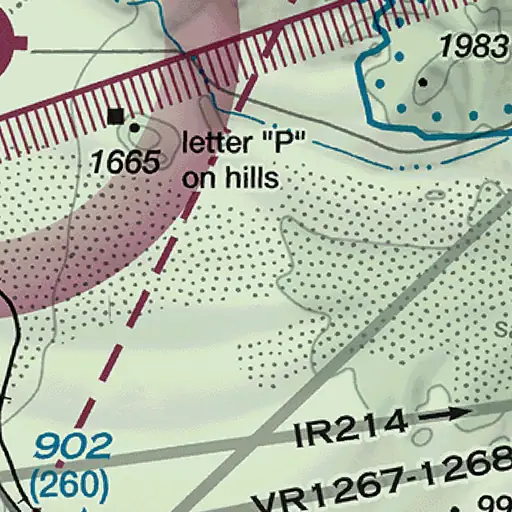 1983
letter "P"
on hills
1665
IR214
902
(260)
VR1267-1268